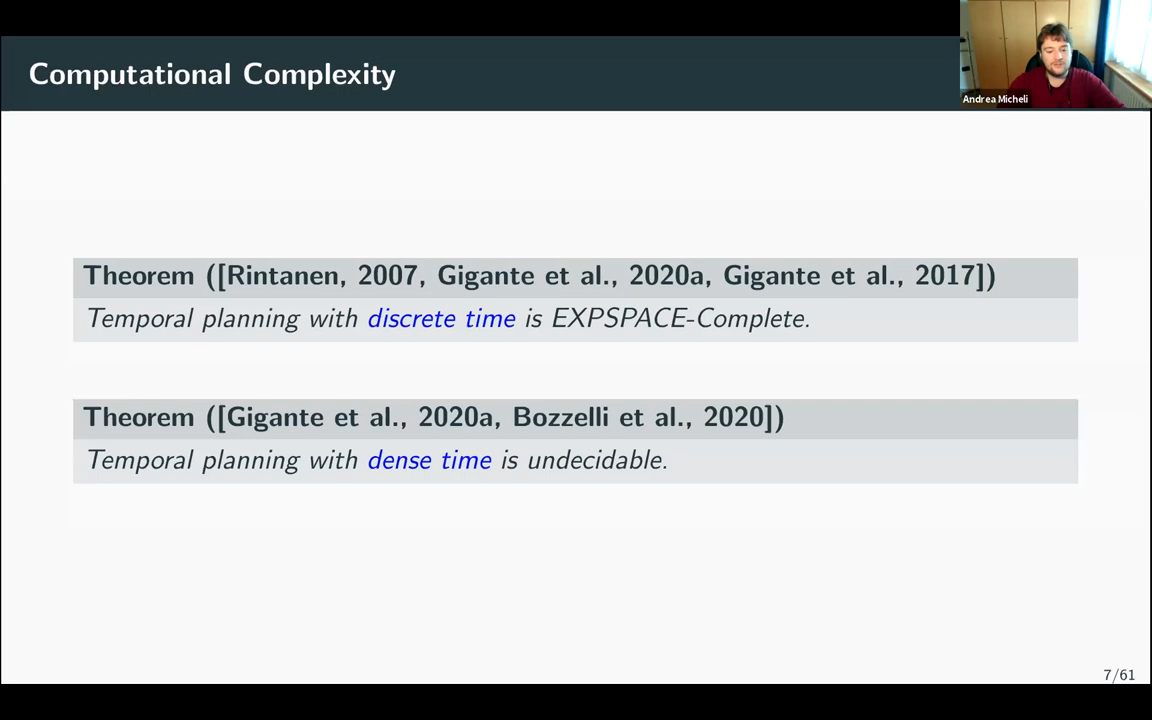 Computational Complexity
Andrea Micheli
Theorem ([Rintanen, 2007, Gigante et al., 2020a, Gigante et al., 2017])
Temporal planning with discrete time is EXPSPACE-Complete.
Theorem ([Gigante et al., 2020a, Bozzelli et al., 2020])
Temporal planning with dense time is undecidable.
7/61